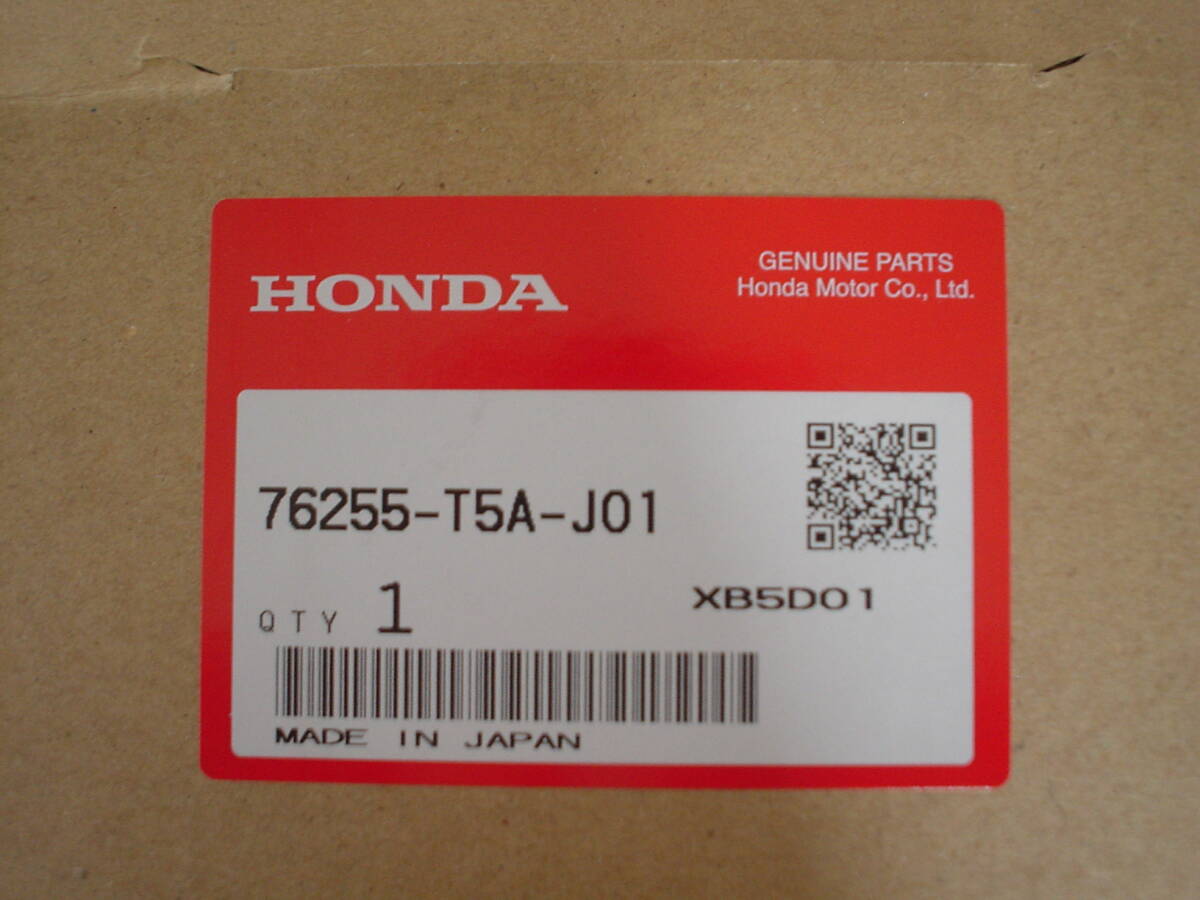 HONDA
GENUINE PARTS
Honda Motor Co., Ltd.
76255-T5A-J01
QTY 1
XB5D01
MADE IN JAPAN